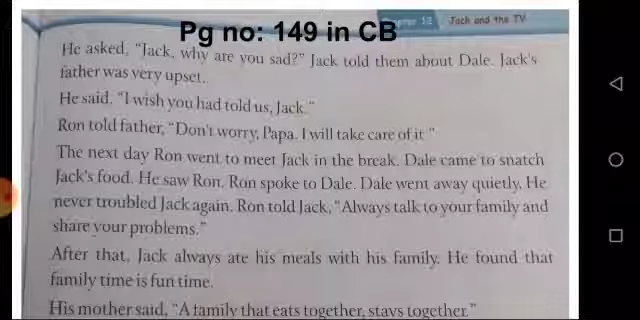 Chapter 12 Jack and the TV
Pg no: 149 in CB
He asked, "Jack, why are you sad?" Jack told them about Dale. Jack's
father was very upset.
He said. "I wish you had told us, Jack."
Ron told father, "Don't worry, Papa. I will take care of it."
The next day Ron went to meet Jack in the break. Dale came to snatch
Jack's food. He saw Ron. Ron spoke to Dale. Dale went away quietly. He
never troubled Jack again. Ron told Jack, "Always talk to your family and
share your problems."
After that, Jack always ate his meals with his family. He found that
family time is fun time.
His mother said, "A family that eats together, stays together."